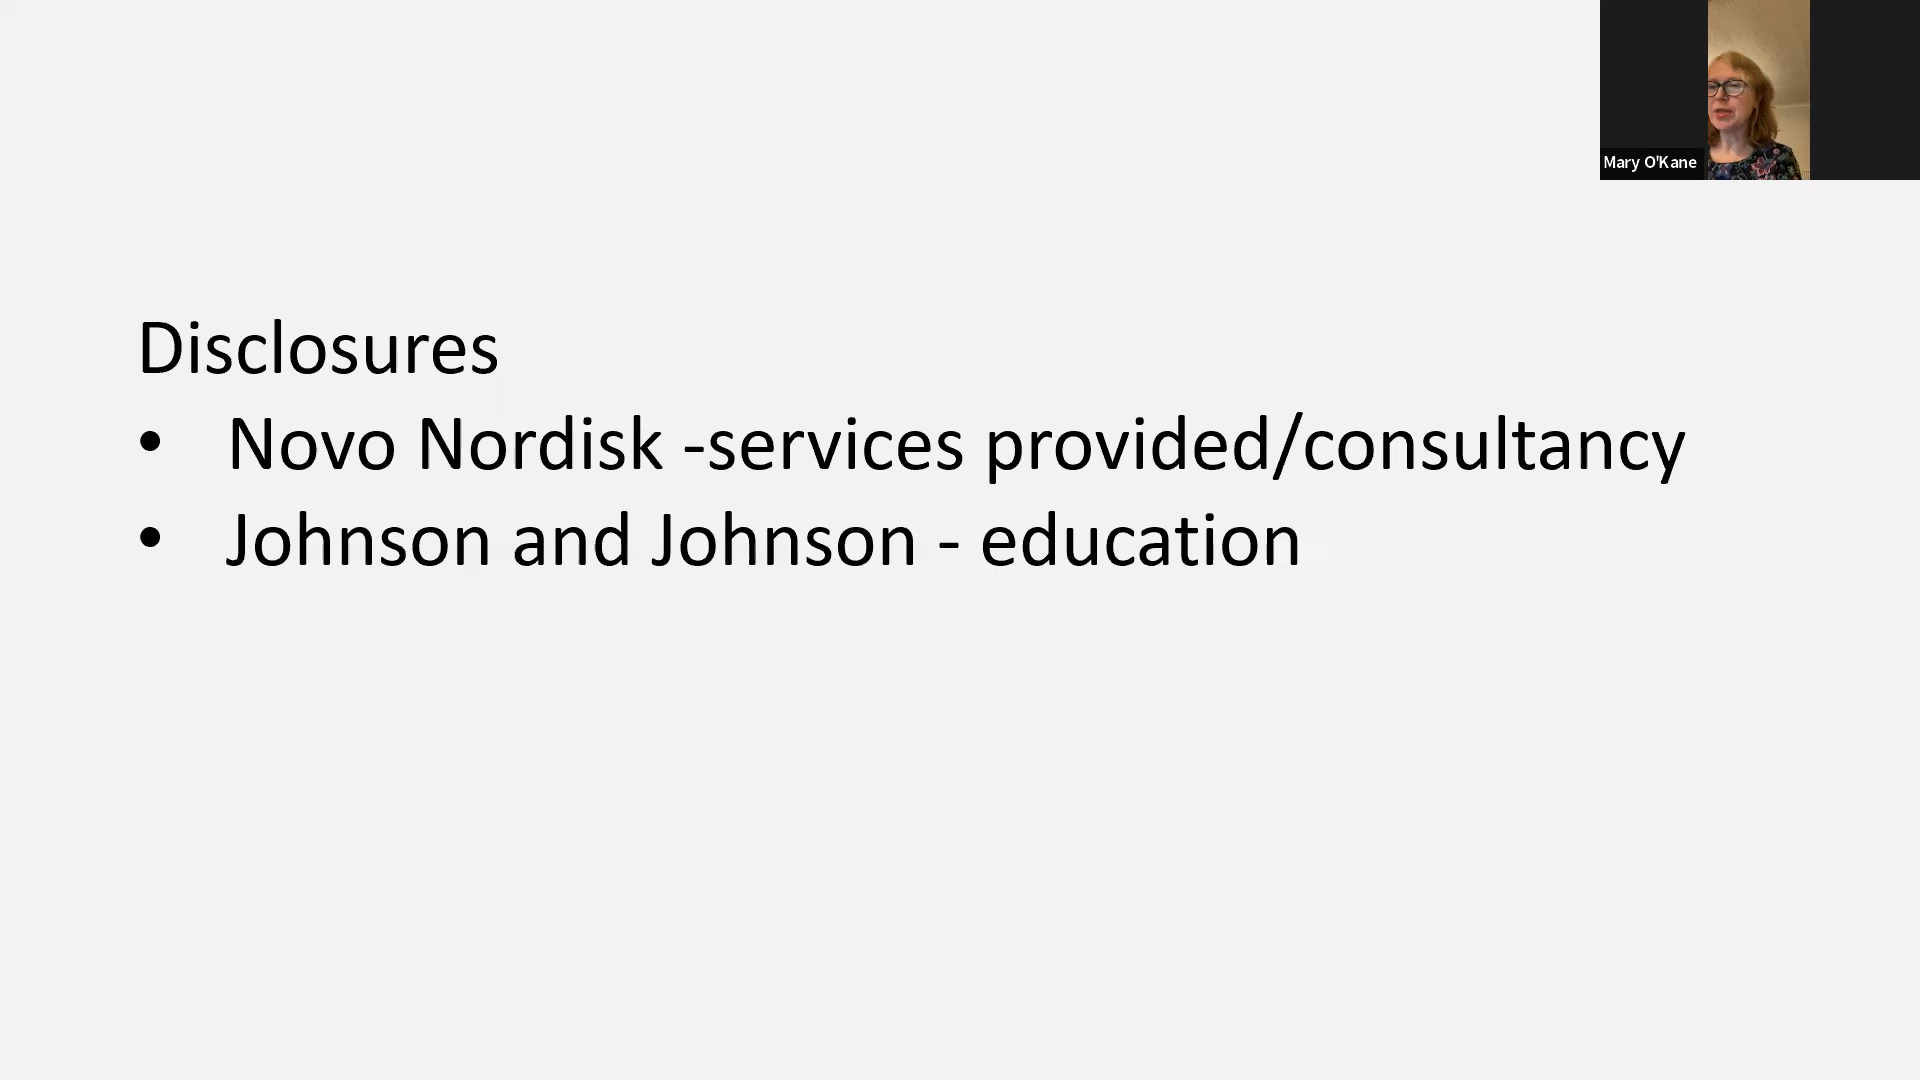 Mary O'Kane
Disclosures
• Novo Nordisk -services provided/consultancy
• Johnson and Johnson - education